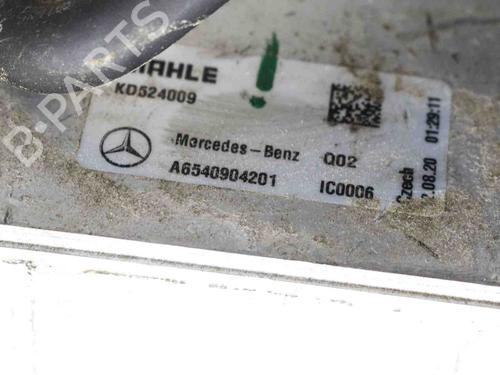 MAHLE
KD524009
Mercedes-Benz Q02
A6540904201 IC0006
Czech
2.08.20 01:29:11
B-PARTS